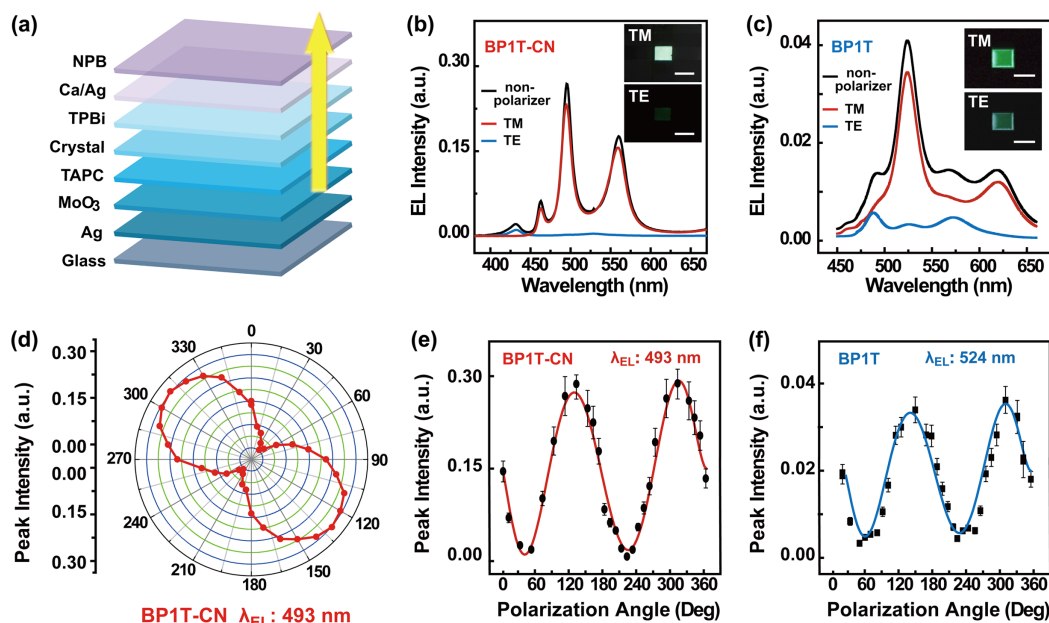 (a)
NPB
Ca/Ag
TPBi
Crystal
TAPC
MoO₃
Ag
Glass
(b)
BP1T-CN
non-
polarizer
TM
TE
TM
TE
EL Intensity (a.u.)
0.30
0.15
0.00
400 450 500 550 600 650
Wavelength (nm)
(c)
BP1T
non-
polarizer
TM
TE
TM
TE
EL Intensity (a.u.)
0.04
0.02
0.00
450 500 550 600 650
Wavelength (nm)
(d)
Peak Intensity (a.u.)
0.30
0.15
0.00
0.00
0.15
0.30
0
30
60
90
120
150
180
210
240
270
300
330
BP1T-CN λEL: 493 nm
(e)
BP1T-CN λEL: 493 nm
Peak Intensity (a.u.)
0.30
0.15
0.00
0 60 120 180 240 300 360
Polarization Angle (Deg)
(f)
BP1T λEL: 524 nm
Peak Intensity (a.u.)
0.04
0.02
0.00
0 60 120 180 240 300 360
Polarization Angle (Deg)